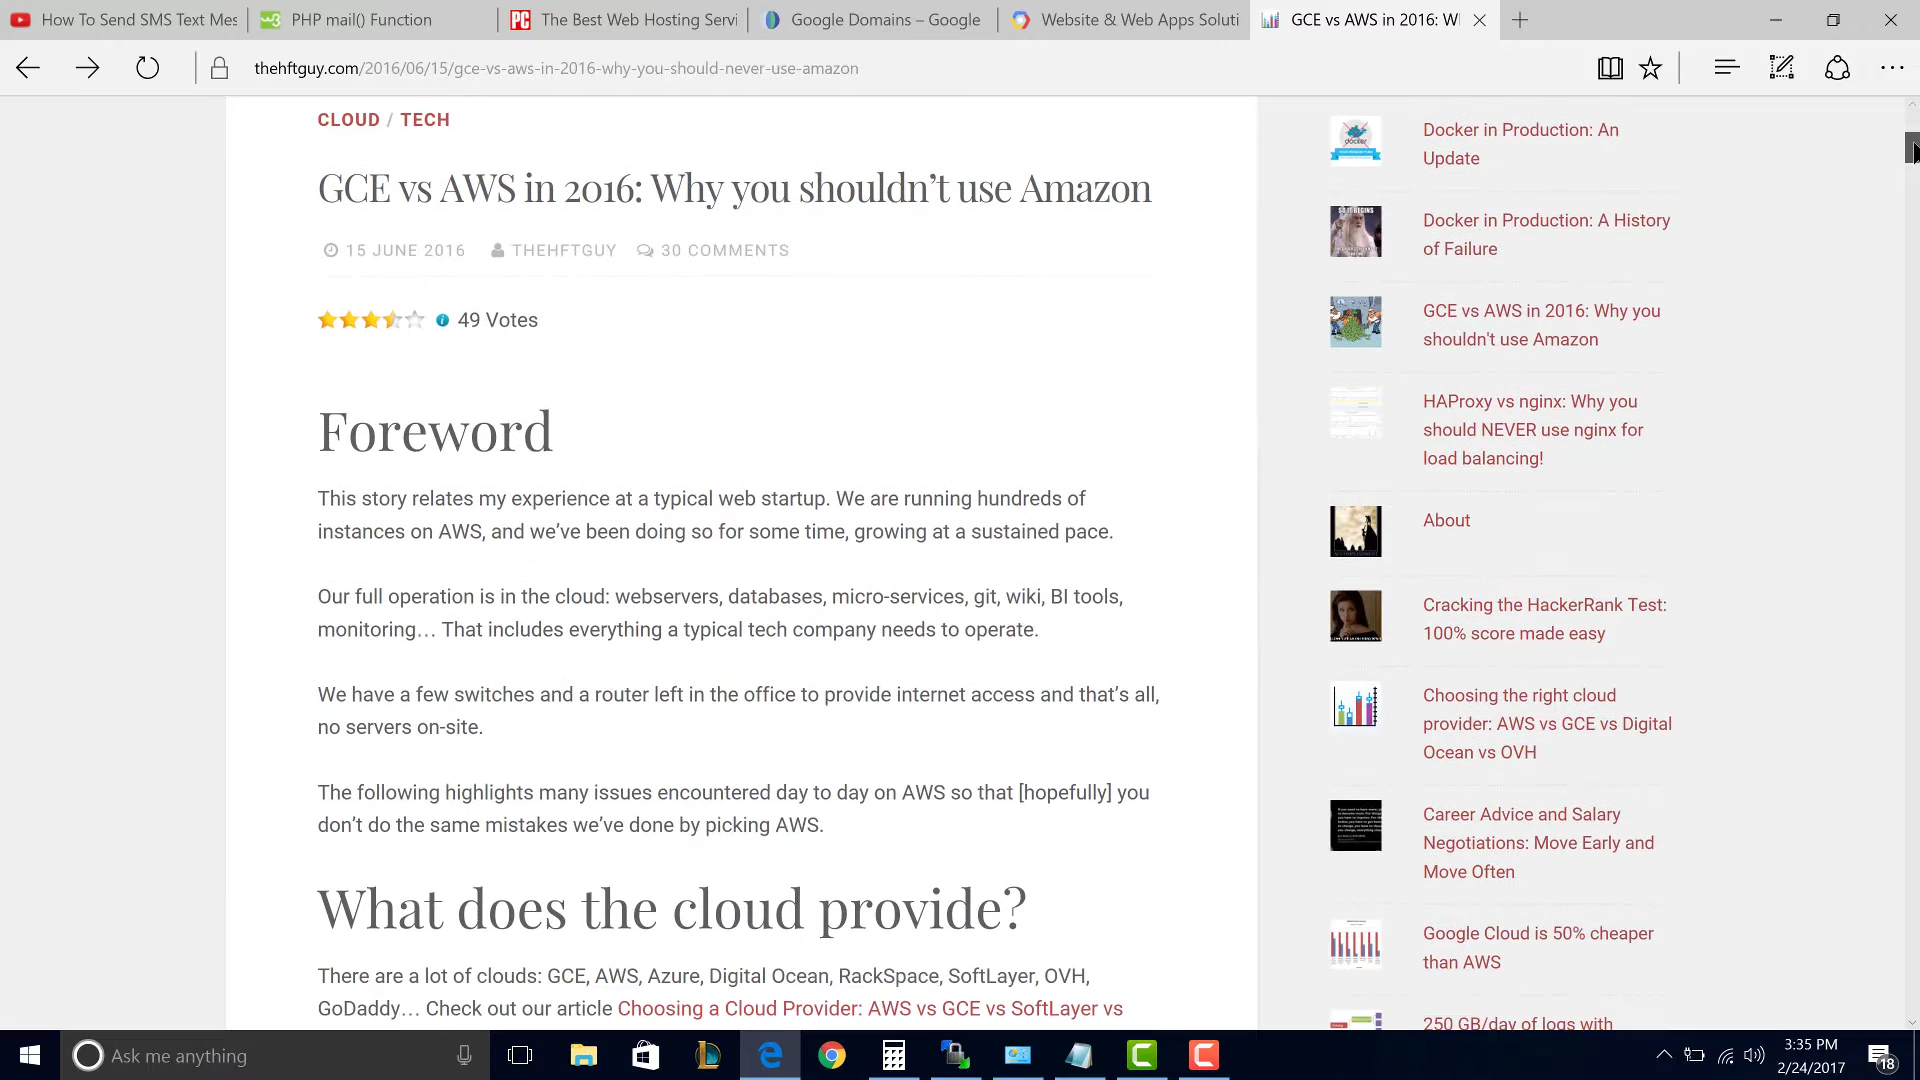 How To Send SMS Text Mes
PHP mail() Function
The Best Web Hosting Servi
Google Domains – Google
Website & Web Apps Soluti
GCE vs AWS in 2016: W
thehftguy.com/2016/06/15/gce-vs-aws-in-2016-why-you-should-never-use-amazon
CLOUD / TECH
GCE vs AWS in 2016: Why you shouldn’t use Amazon
15 JUNE 2016 THEHFTGUY 30 COMMENTS
49 Votes
Foreword
This story relates my experience at a typical web startup. We are running hundreds of
instances on AWS, and we’ve been doing so for some time, growing at a sustained pace.
Our full operation is in the cloud: webservers, databases, micro-services, git, wiki, BI tools,
monitoring… That includes everything a typical tech company needs to operate.
We have a few switches and a router left in the office to provide internet access and that’s all,
no servers on-site.
The following highlights many issues encountered day to day on AWS so that [hopefully] you
don’t do the same mistakes we’ve done by picking AWS.
What does the cloud provide?
There are a lot of clouds: GCE, AWS, Azure, Digital Ocean, RackSpace, SoftLayer, OVH,
GoDaddy… Check out our article Choosing a Cloud Provider: AWS vs GCE vs SoftLayer vs
Docker in Production: An
Update
Docker in Production: A History
of Failure
GCE vs AWS in 2016: Why you
shouldn't use Amazon
HAProxy vs nginx: Why you
should NEVER use nginx for
load balancing!
About
Cracking the HackerRank Test:
100% score made easy
Choosing the right cloud
provider: AWS vs GCE vs Digital
Ocean vs OVH
Career Advice and Salary
Negotiations: Move Early and
Move Often
Google Cloud is 50% cheaper
than AWS
250 GB/day of logs with
Ask me anything
3:35 PM
2/24/2017
18